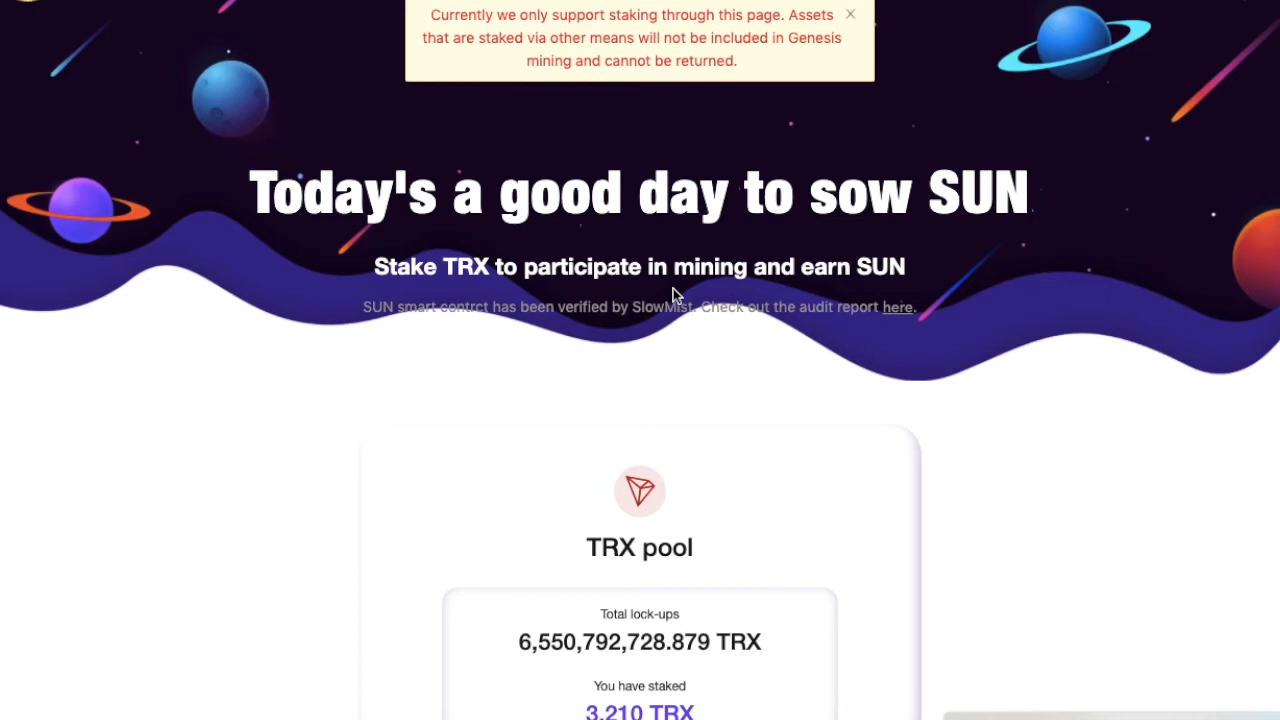 Currently we only support staking through this page. Assets
that are staked via other means will not be included in Genesis
mining and cannot be returned.
Today's a good day to sow SUN
Stake TRX to participate in mining and earn SUN
SUN smart contrct has been verified by SlowMist. Check out the audit report here.
TRX pool
Total lock-ups
6,550,792,728.879 TRX
You have staked
3,210 TRX